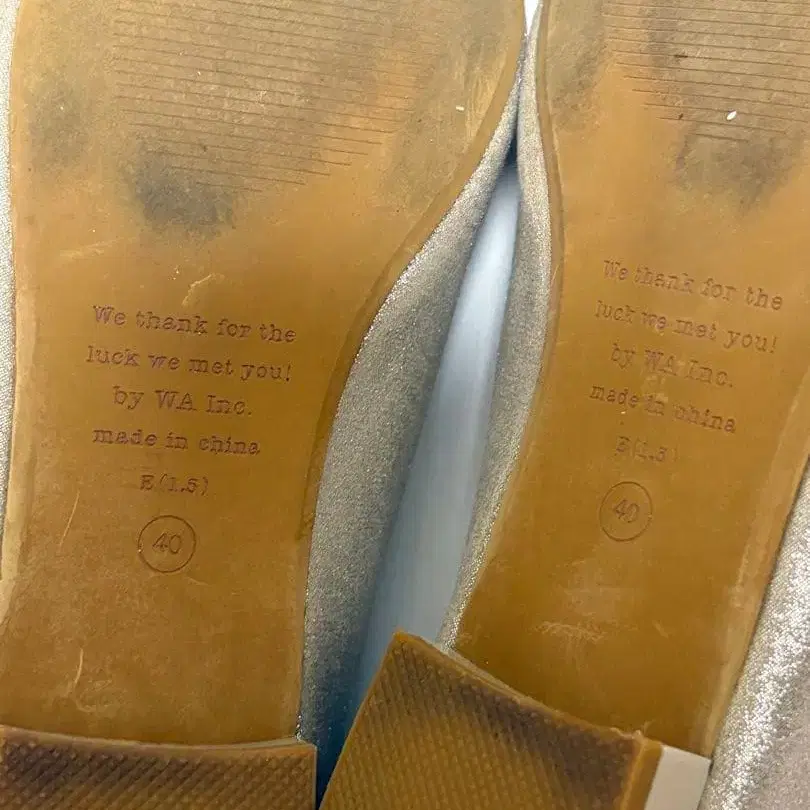 We thank for the
luck we met you!
by WA Inc.
made in china
E(1.5)
40
We thank for the
luck we met you!
by WA Inc.
made in china
E(1.5)
40